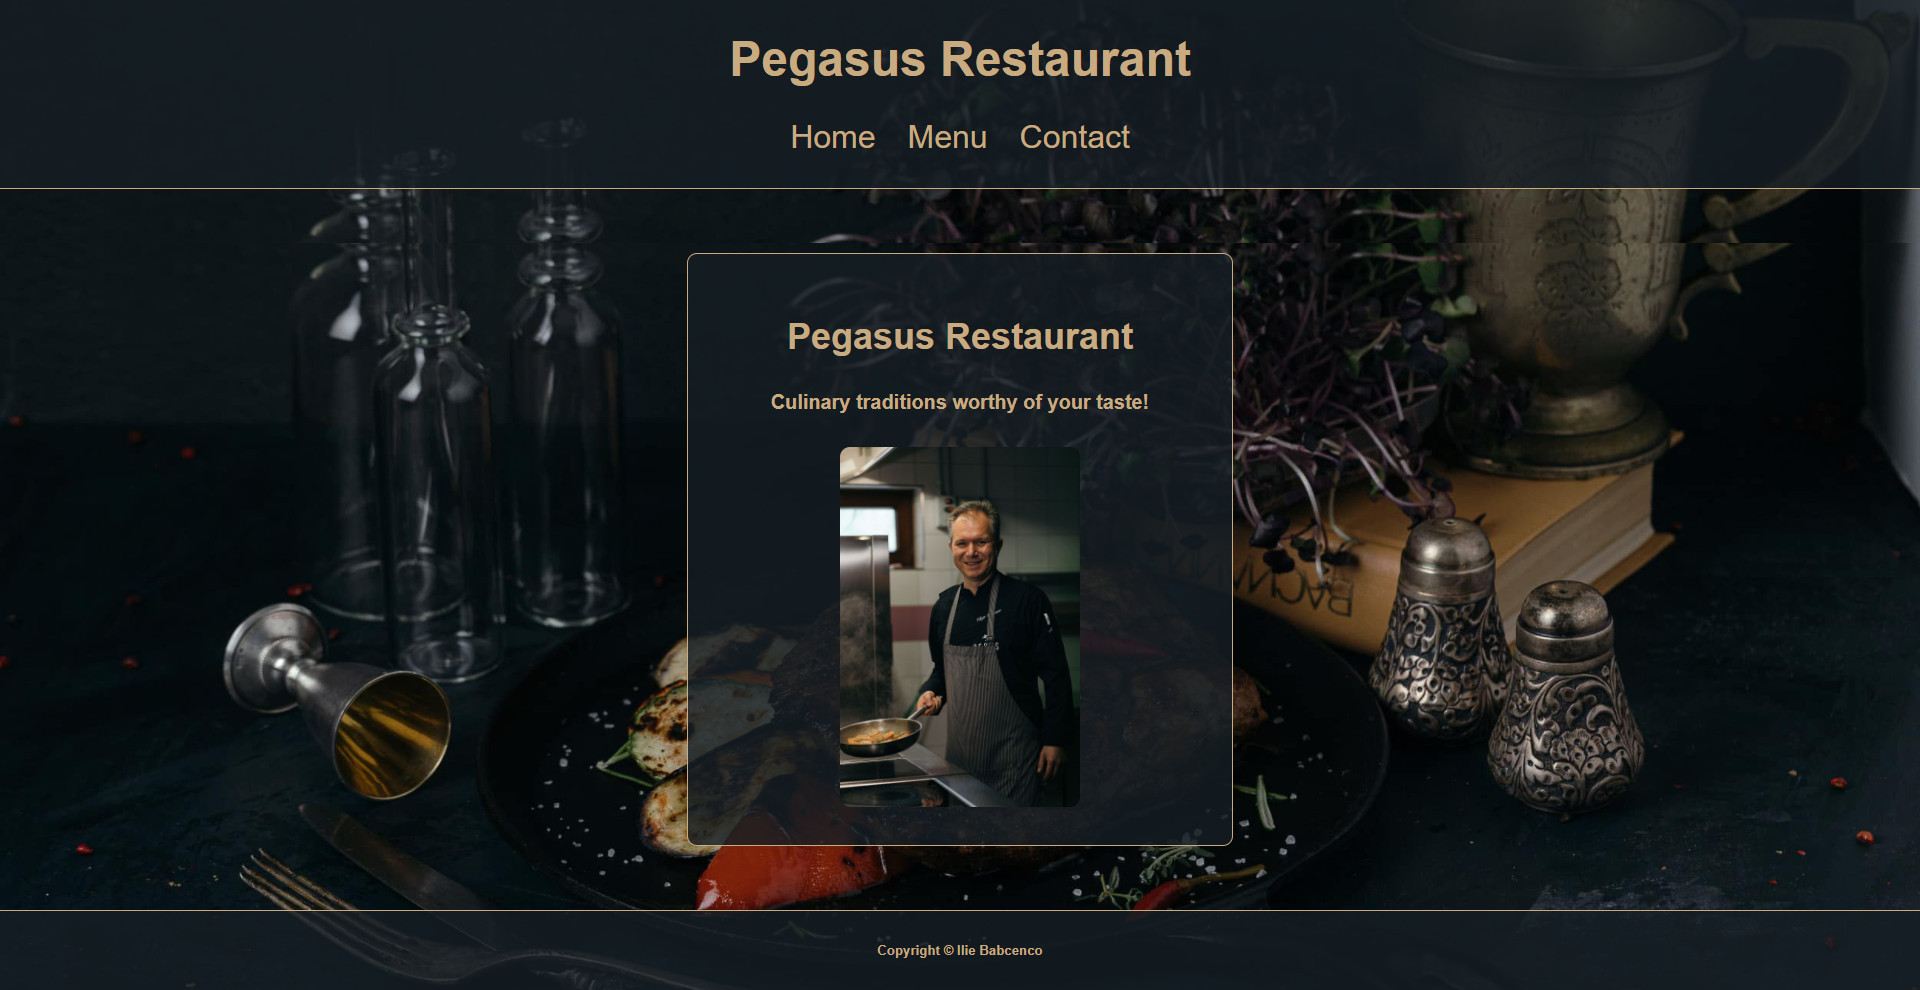 Pegasus Restaurant
Home Menu Contact
Pegasus Restaurant
Culinary traditions worthy of your taste!
Copyright © Ilie Babcenco